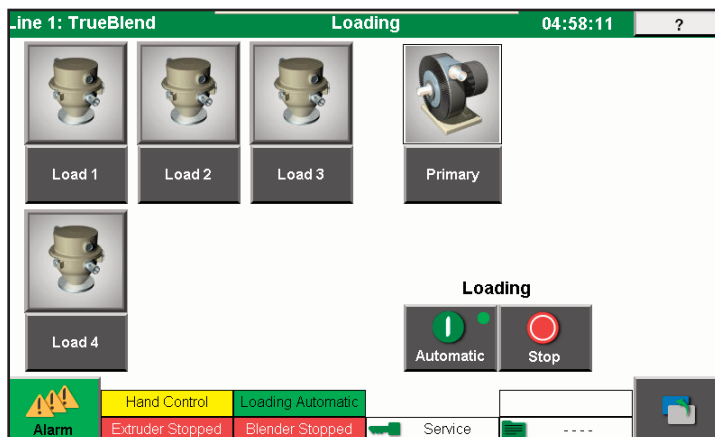 Line 1: TrueBlend Loading 04:58:11 ?
Load 1 Load 2 Load 3 Primary
Load 4
Loading
Automatic Stop
Hand Control Loading Automatic
Alarm Extruder Stopped Blender Stopped Service ----